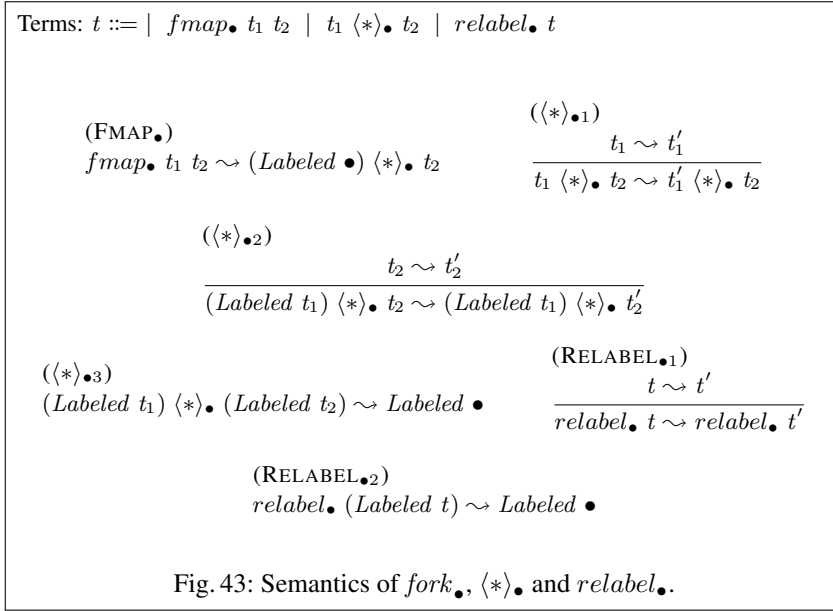 Terms: t ::= | fmap• t₁ t₂ | t₁ ⟨∗⟩• t₂ | relabel• t
(FMAP•)
fmap• t₁ t₂ ⇝ (Labeled •) ⟨∗⟩• t₂
(⟨∗⟩•₁)
t₁ ⇝ t₁′
t₁ ⟨∗⟩• t₂ ⇝ t₁′ ⟨∗⟩• t₂
(⟨∗⟩•₂)
t₂ ⇝ t₂′
(Labeled t₁) ⟨∗⟩• t₂ ⇝ (Labeled t₁) ⟨∗⟩• t₂′
(⟨∗⟩•₃)
(Labeled t₁) ⟨∗⟩• (Labeled t₂) ⇝ Labeled •
(RELABEL•₁)
t ⇝ t′
relabel• t ⇝ relabel• t′
(RELABEL•₂)
relabel• (Labeled t) ⇝ Labeled •
Fig. 43: Semantics of fork•, ⟨∗⟩• and relabel•.